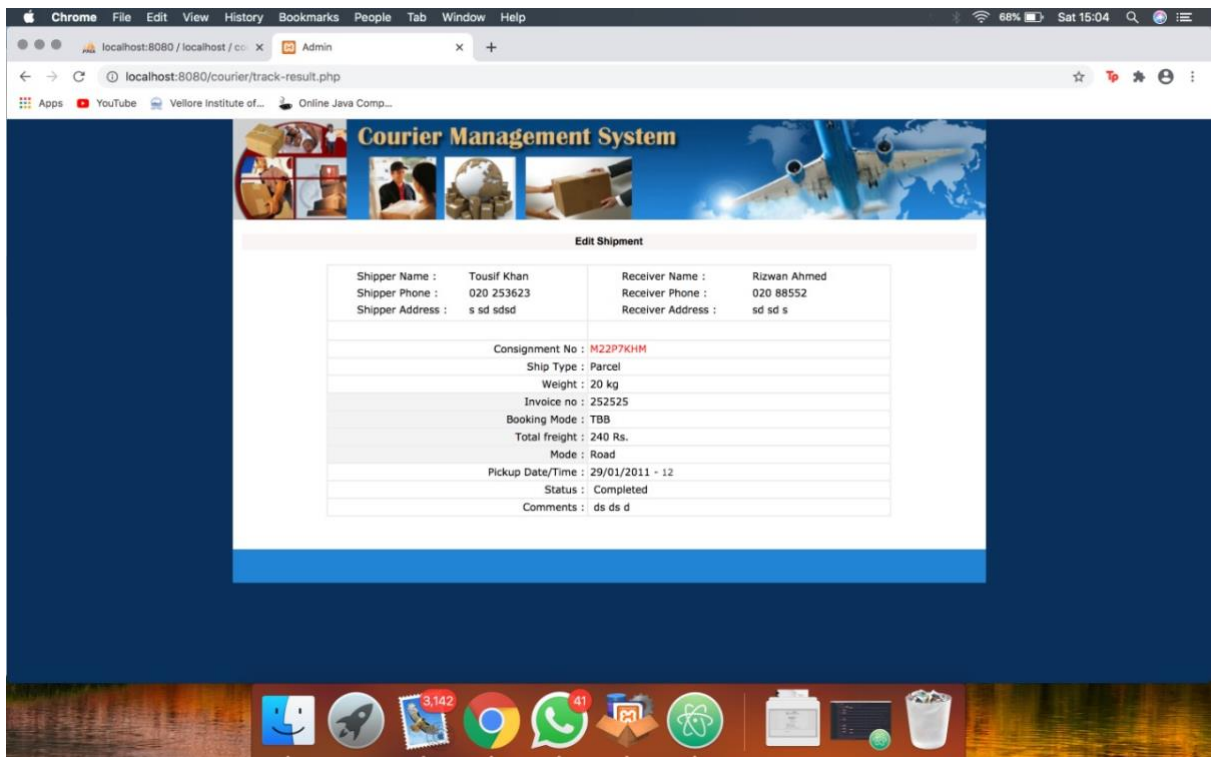 Chrome File Edit View History Bookmarks People Tab Window Help 68% Sat 15:04
localhost:8080 / localhost / co Admin
localhost:8080/courier/track-result.php
Apps YouTube Vellore Institute of... Online Java Comp...
Courier Management System
Edit Shipment
Shipper Name : Tousif Khan Receiver Name : Rizwan Ahmed
Shipper Phone : 020 253623 Receiver Phone : 020 88552
Shipper Address : s sd sdsd Receiver Address : sd sd s
Consignment No : M22P7KHM
Ship Type : Parcel
Weight : 20 kg
Invoice no : 252525
Booking Mode : TBB
Total freight : 240 Rs.
Mode : Road
Pickup Date/Time : 29/01/2011 - 12
Status : Completed
Comments : ds ds d
3,142 41